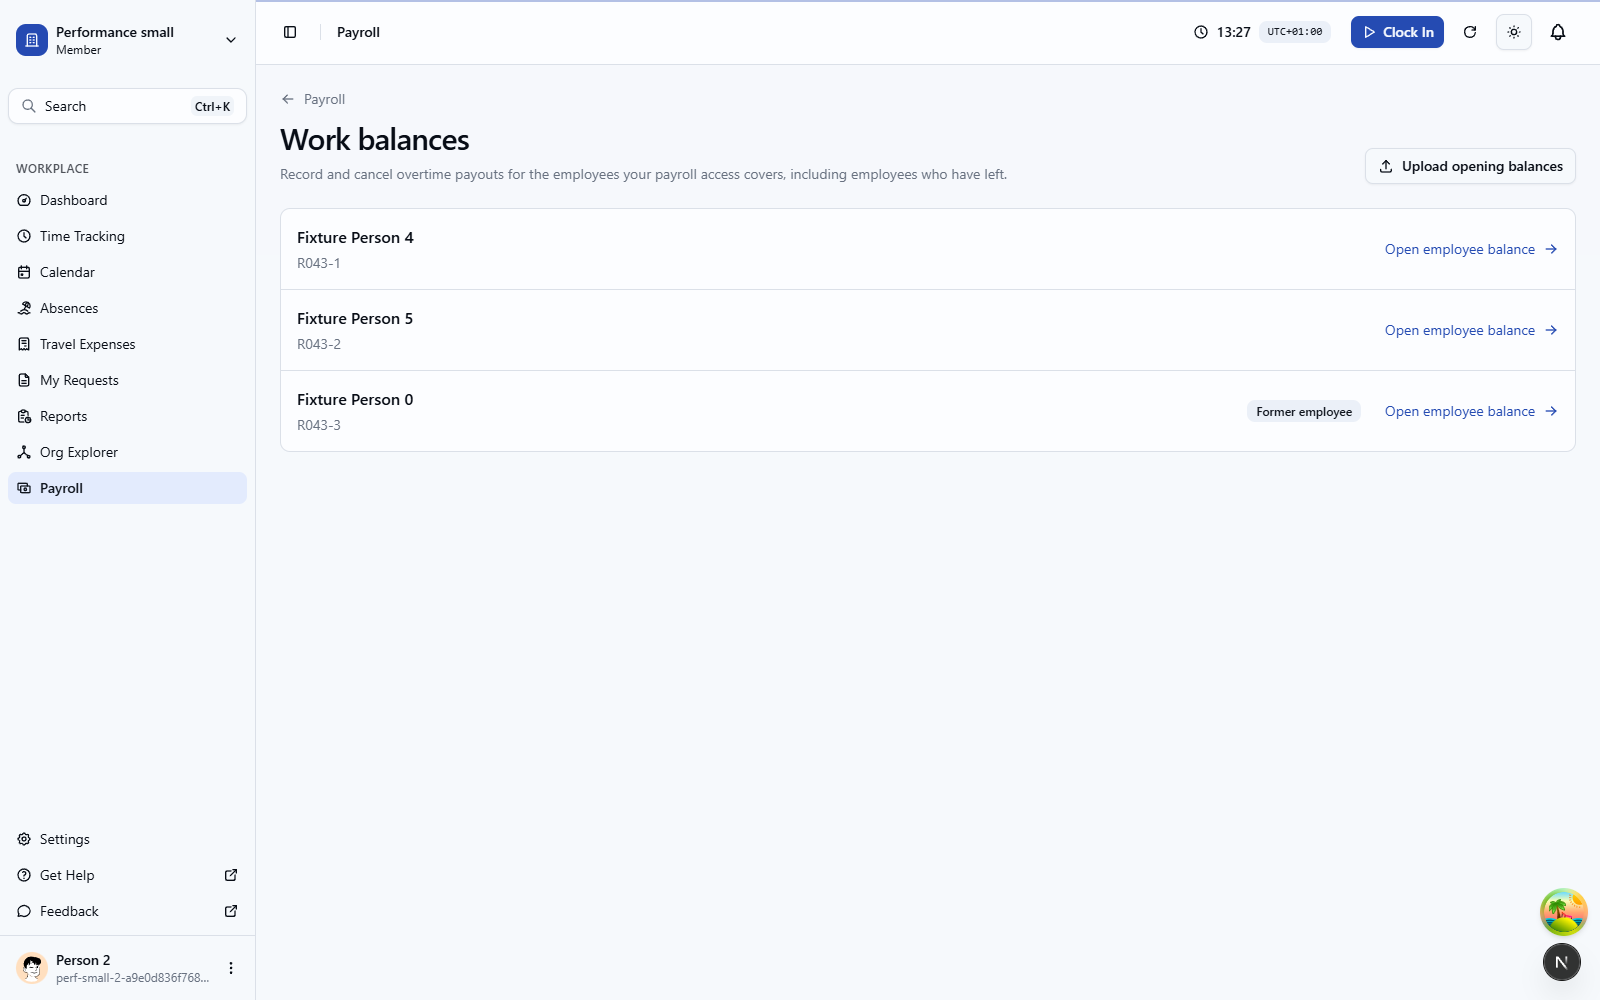 Performance small
Member
Search
Ctrl+K
WORKPLACE
Dashboard
Time Tracking
Calendar
Absences
Travel Expenses
My Requests
Reports
Org Explorer
Payroll
Settings
Get Help
Feedback
Person 2
perf-small-2-a9e0d836f768...
Payroll
13:27
UTC+01:00
Clock In
Payroll
Work balances
Record and cancel overtime payouts for the employees your payroll access covers, including employees who have left.
Upload opening balances
Fixture Person 4
R043-1
Open employee balance
Fixture Person 5
R043-2
Open employee balance
Fixture Person 0
R043-3
Former employee
Open employee balance
N